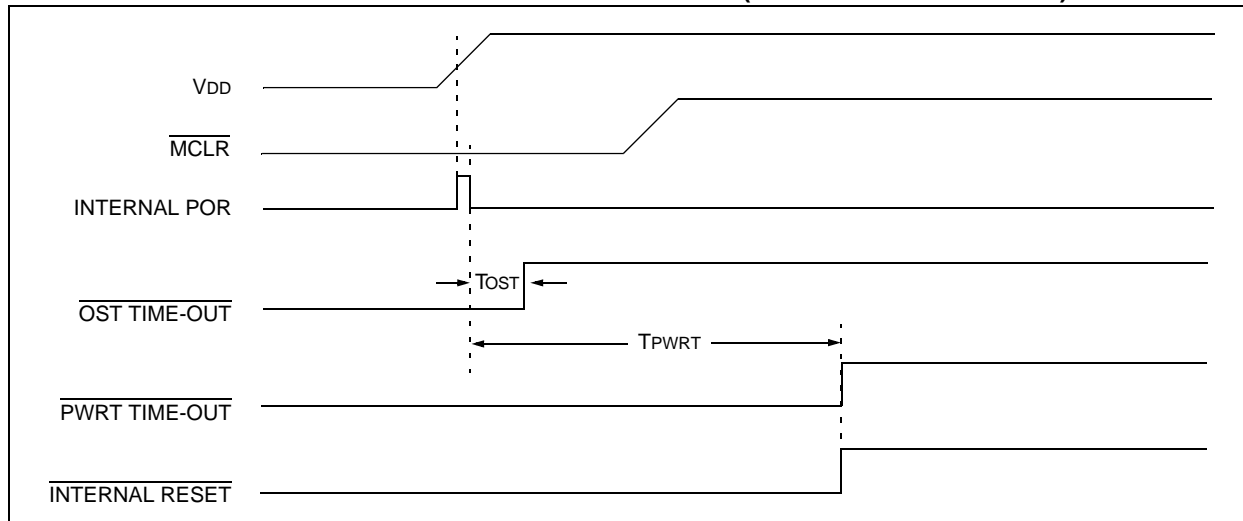 VDD
MCLR
INTERNAL POR
TOST
OST TIME-OUT
TPWRT
PWRT TIME-OUT
INTERNAL RESET